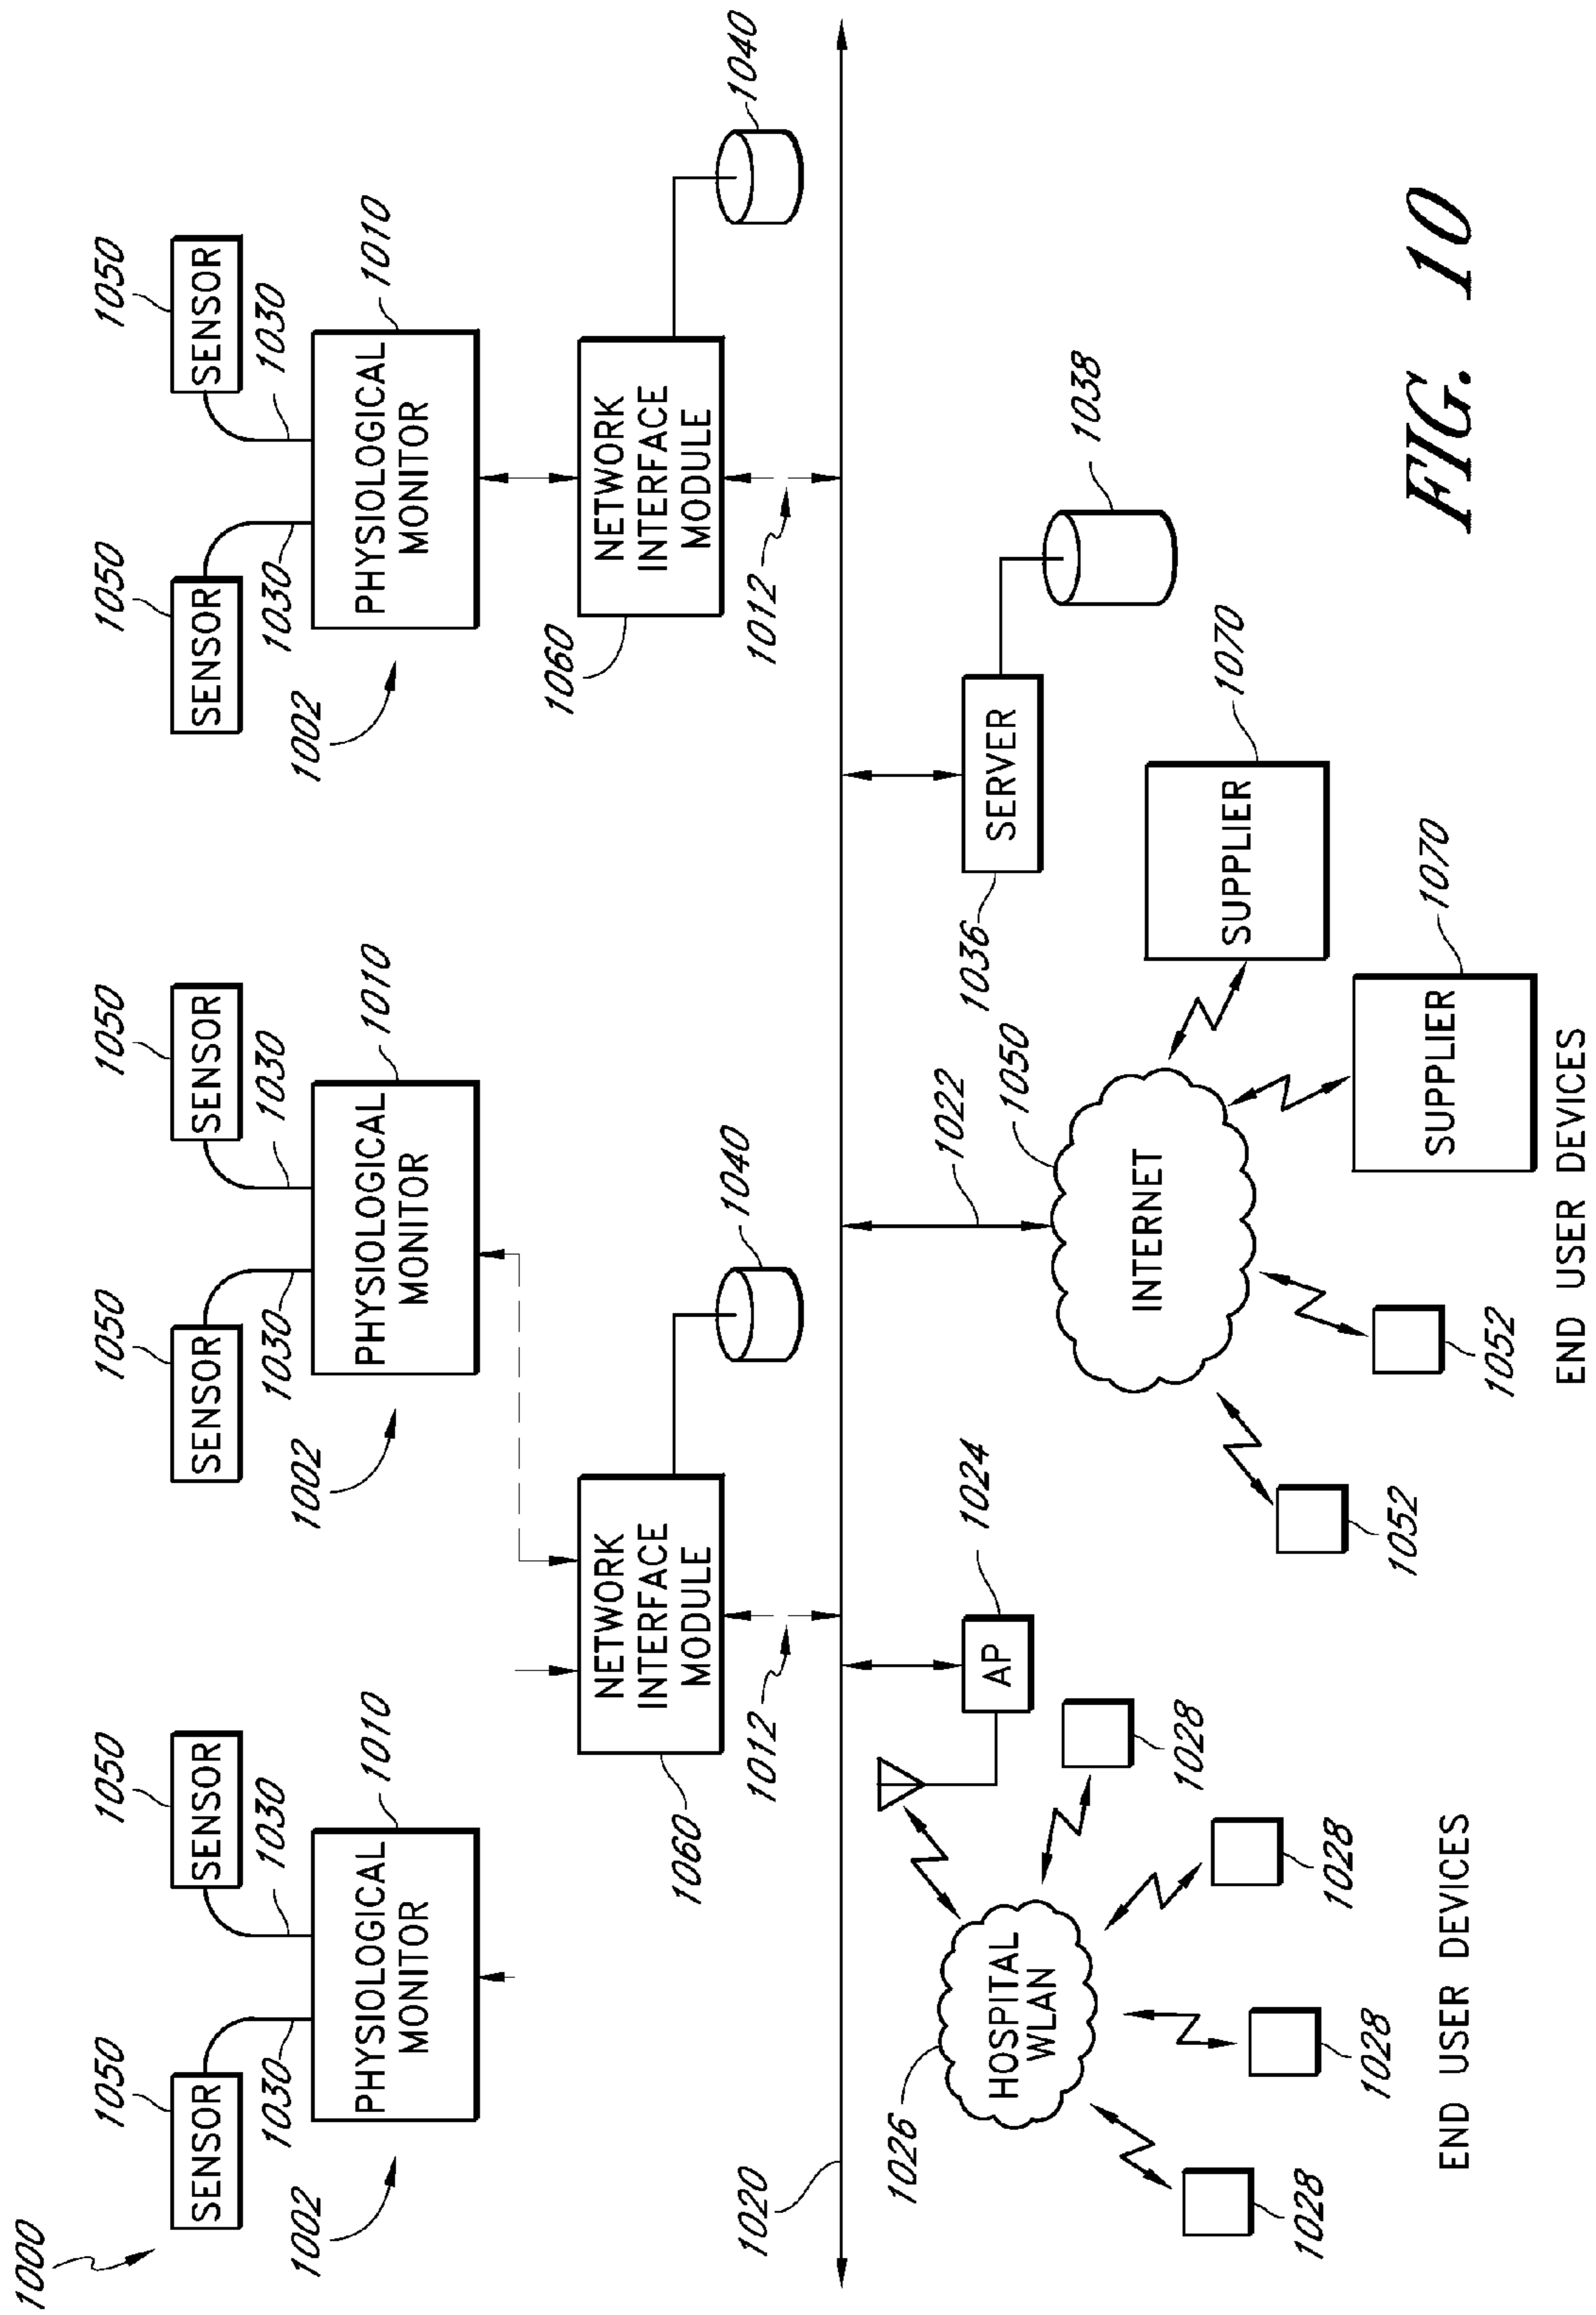 1000
1050
1050
1050
1050
1050
1050
SENSOR
SENSOR
SENSOR
SENSOR
SENSOR
SENSOR
1030
1030
1030
1030
1030
1030
1002
1010
1002
1010
1002
1010
PHYSIOLOGICAL
MONITOR
PHYSIOLOGICAL
MONITOR
PHYSIOLOGICAL
MONITOR
1060
NETWORK
INTERFACE
MODULE
1040
1060
NETWORK
INTERFACE
MODULE
1040
1012
1012
1020
1026
HOSPITAL
WLAN
AP
1024
1022
1036
SERVER
1038
1028
1028
1028
1028
END USER DEVICES
1050
INTERNET
SUPPLIER
1070
SUPPLIER
1070
1052
1052
END USER DEVICES
FIG. 10